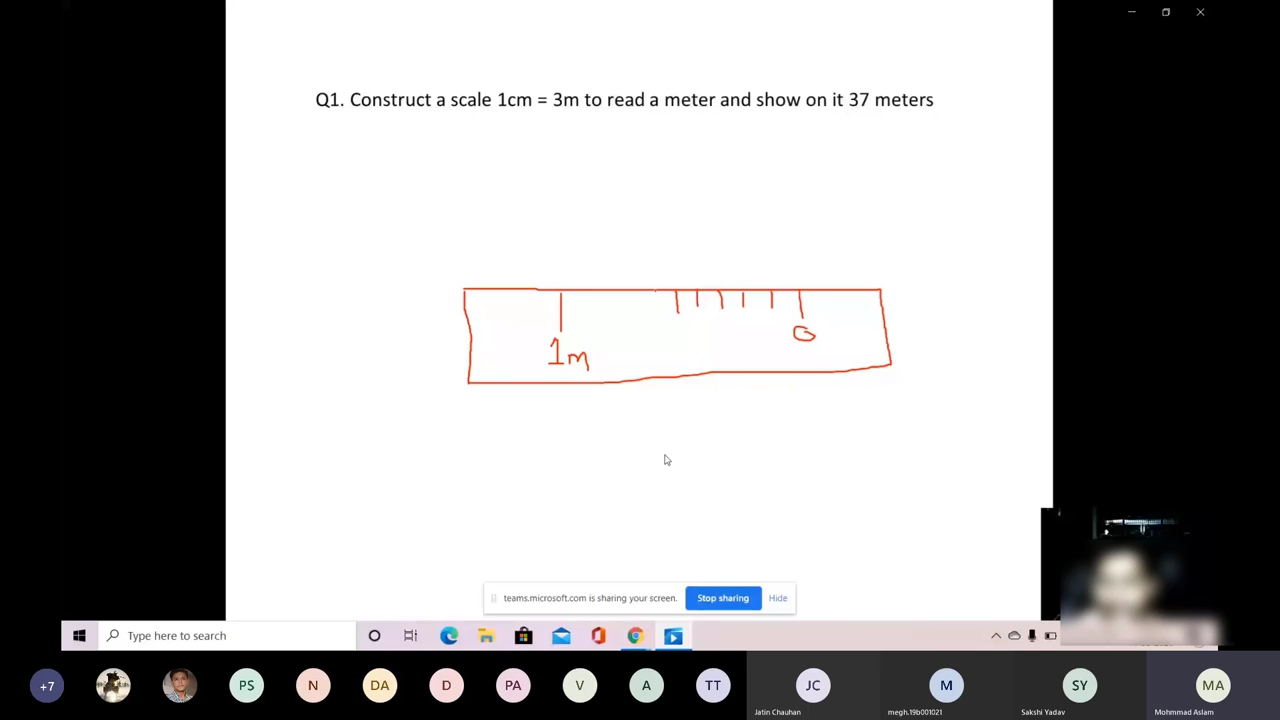 Q1. Construct a scale 1cm = 3m to read a meter and show on it 37 meters
1m
0
teams.microsoft.com is sharing your screen.
Stop sharing
Hide
Type here to search
+7
PS
N
DA
D
PA
V
A
TT
JC
M
SY
MA
Jatin Chauhan
megh.19b001021
Sakshi Yadav
Mohmmad Aslam